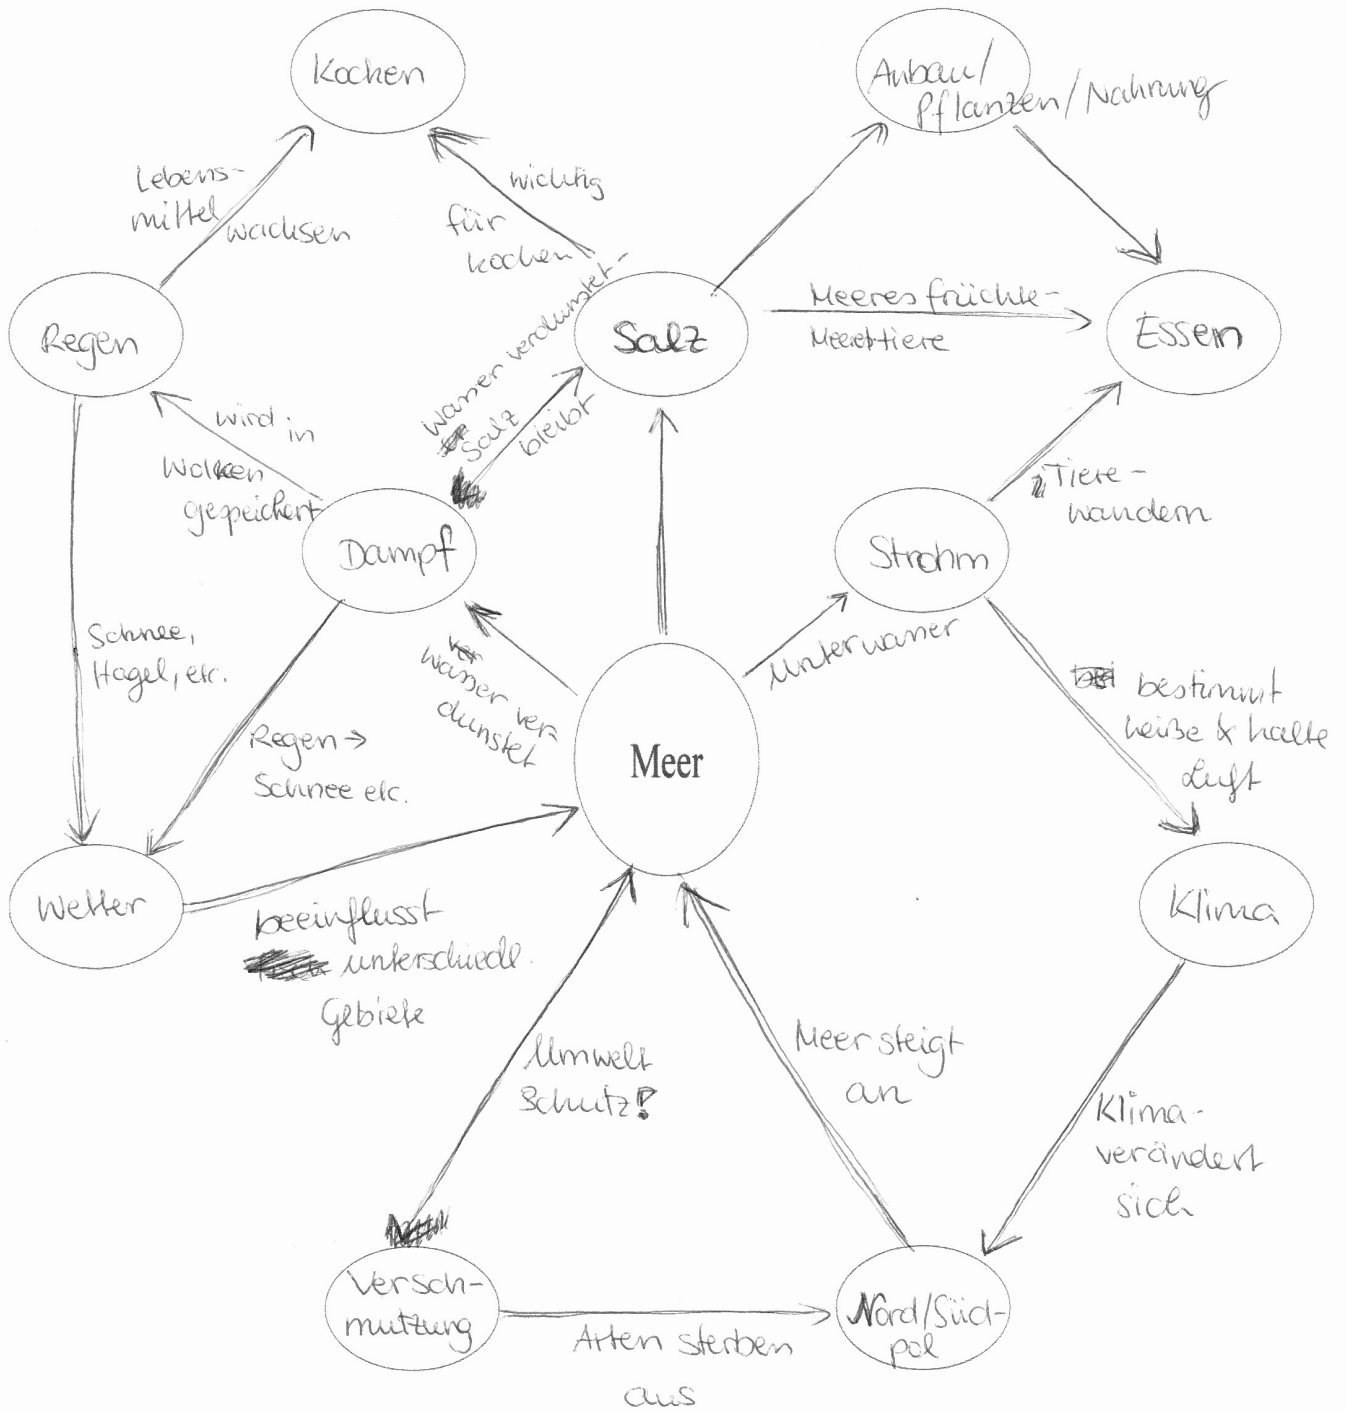 Kochen
Anbau/
Pflanzen/Nahrung
Lebens-
mittel
wachsen
wichtig
für
kochen
Regen
Salz
Meeresfrüchte-
Meerestiere
Essen
Wasser verdunstet-
Salz
bleibt
wird in
Wolken
gespeichert
Dampf
Strohm
Tiere-
wandern
Schnee,
Hagel, etc.
Wasser ver-
dunstet
Unterwasser
bestimmt
heiße & kalte
Luft
Regen →
Schnee etc.
Meer
Wetter
Klima
beeinflusst
unterschiedl.
Gebiete
Umwelt
Schutz!
Meer steigt
an
Klima-
verändert
sich
Versch-
mutzung
Arten sterben
aus
Nord/Süd-
pol